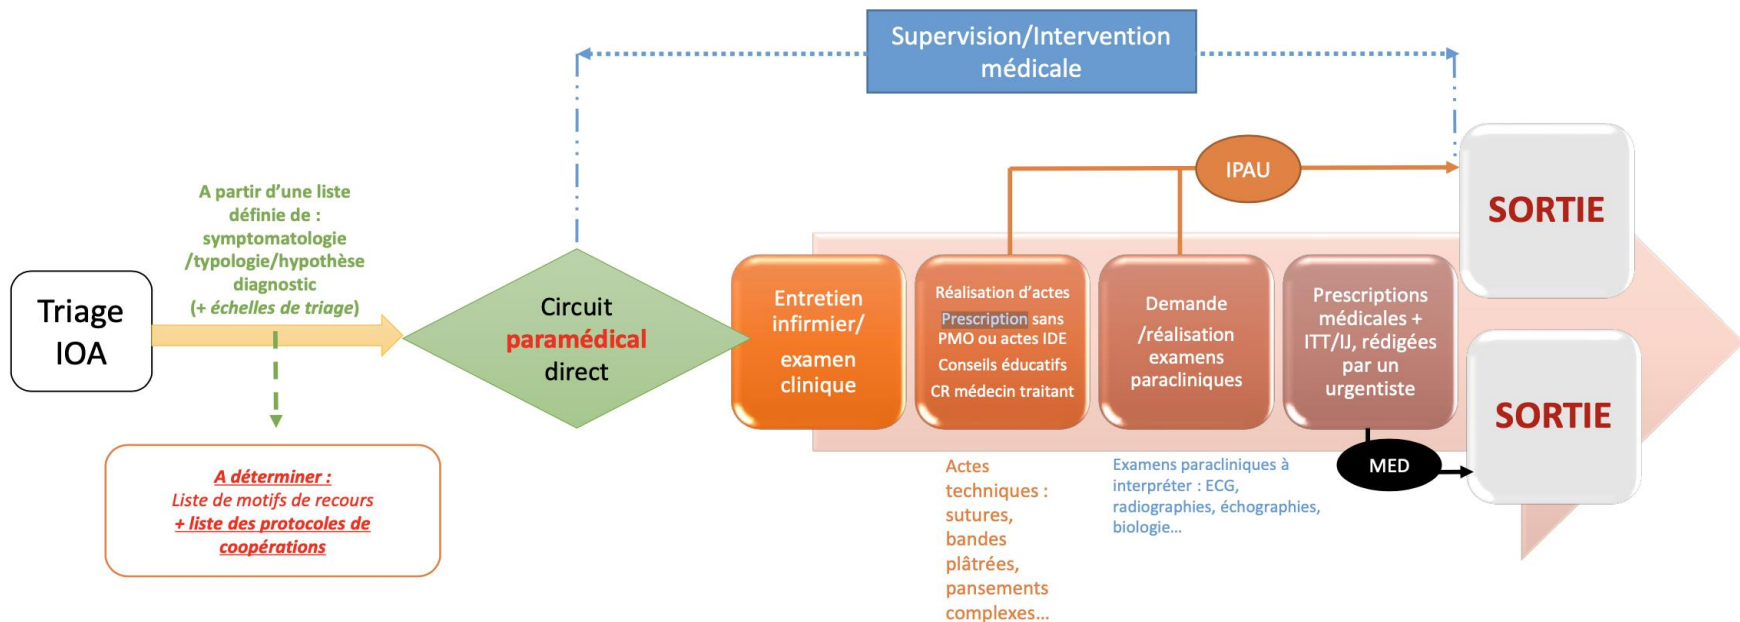 Supervision/Intervention
médicale
IPAU
SORTIE
A partir d’une liste
définie de :
symptomatologie
/typologie/hypothèse
diagnostic
(+ échelles de triage)
Triage
IOA
Circuit
paramédical
direct
Entretien
infirmier/
examen
clinique
Réalisation d’actes
Prescription sans
PMO ou actes IDE
Conseils éducatifs
CR médecin traitant
Demande
/réalisation
examens
paracliniques
Prescriptions
médicales +
ITT/IJ, rédigées
par un
urgentiste
SORTIE
MED
A déterminer :
Liste de motifs de recours
+ liste des protocoles de
coopérations
Actes
techniques :
sutures,
bandes
plâtrées,
pansements
complexes...
Examens paracliniques à
interpréter : ECG,
radiographies, échographies,
biologie...